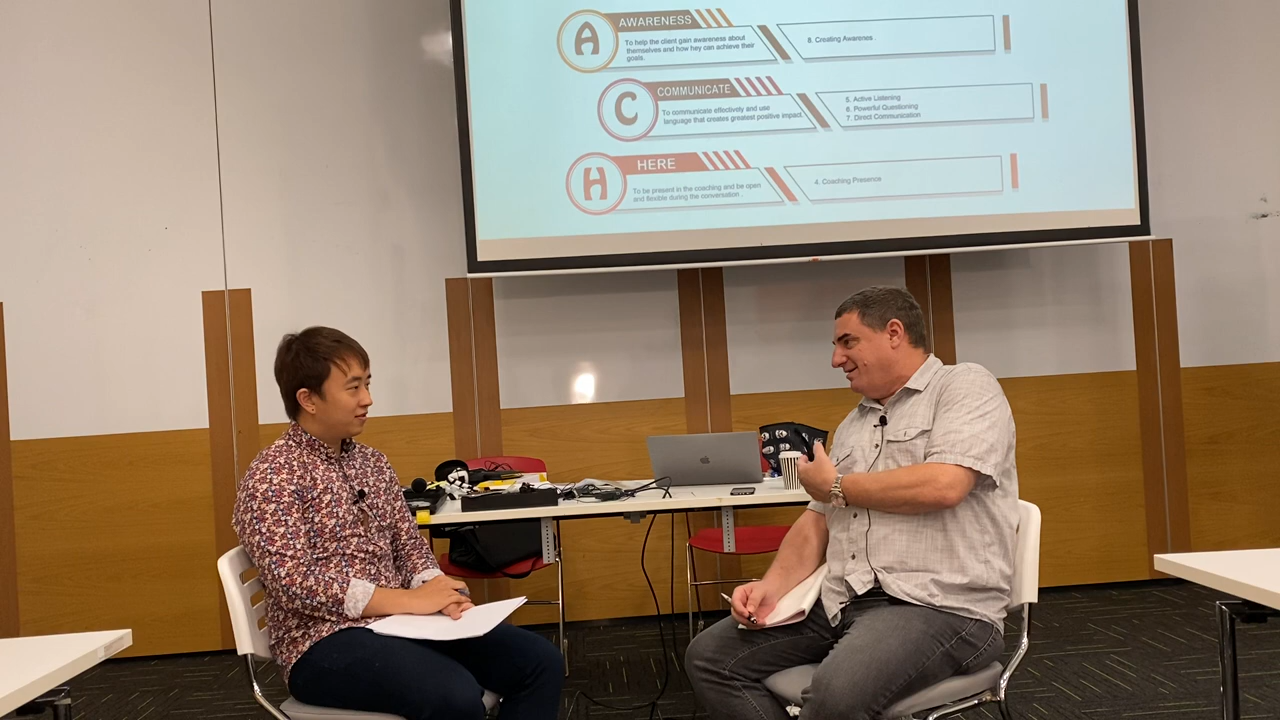 A
AWARENESS
To help the client gain awareness about
themselves and how hey can achieve their
goals.
8. Creating Awarenes .
C
COMMUNICATE
To communicate effectively and use
language that creates greatest positive impact.
5. Active Listening
6. Powerful Questioning
7. Direct Communication
H
HERE
To be present in the coaching and be open
and flexible during the conversation .
4. Coaching Presence